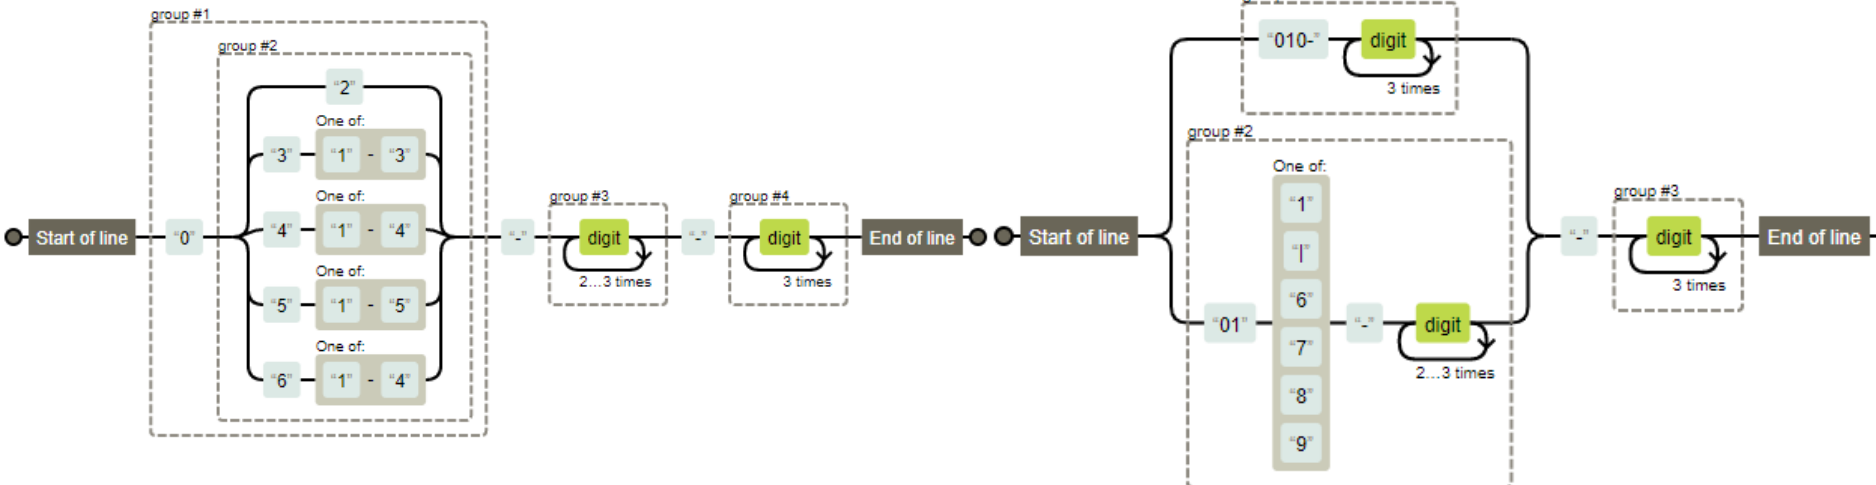 group #1
group #2
“2”
One of:
“3” “1” - “3”
One of:
“4” “1” - “4”
One of:
“5” “1” - “5”
One of:
“6” “1” - “4”
Start of line “0” “-”
group #3
digit
2...3 times
“-”
group #4
digit
3 times
End of line
Start of line
“010-” digit
3 times
group #2
One of:
“1”
“|”
“6”
“7”
“8”
“9”
“01” “-” digit
2...3 times
“-”
group #3
digit
3 times
End of line